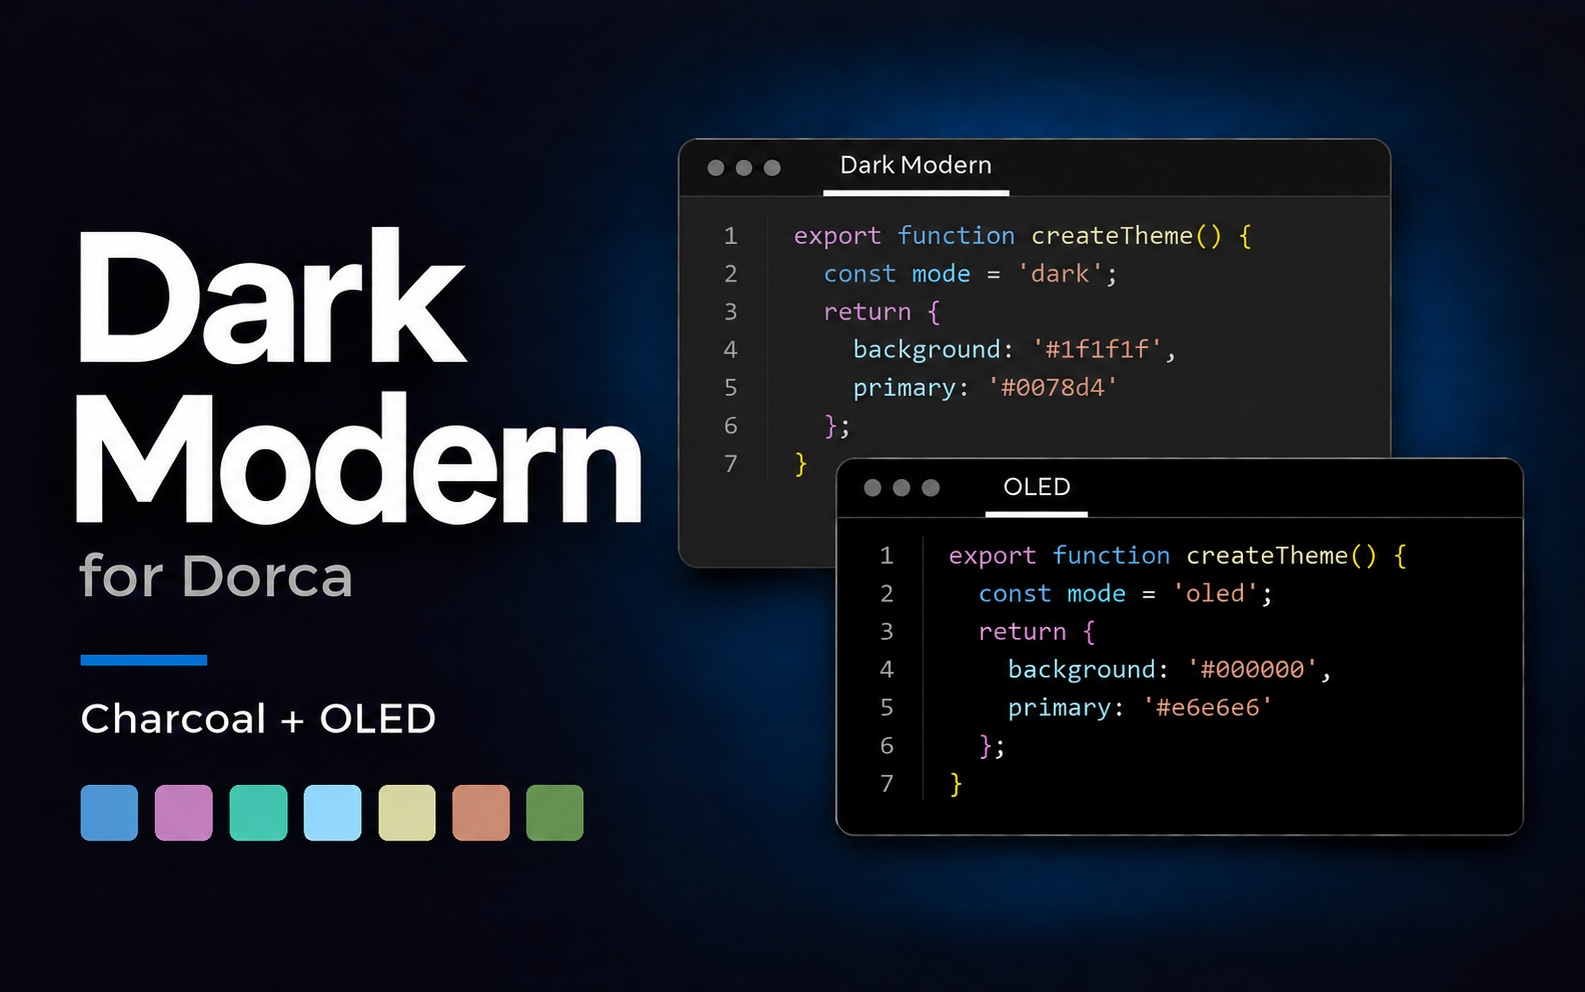 Dark
Modern
for Dorca
Charcoal + OLED
Dark Modern
1 export function createTheme() {
2   const mode = 'dark';
3   return {
4     background: '#1f1f1f',
5     primary: '#0078d4'
6   };
7 }
OLED
1 export function createTheme() {
2   const mode = 'oled';
3   return {
4     background: '#000000',
5     primary: '#e6e6e6'
6   };
7 }